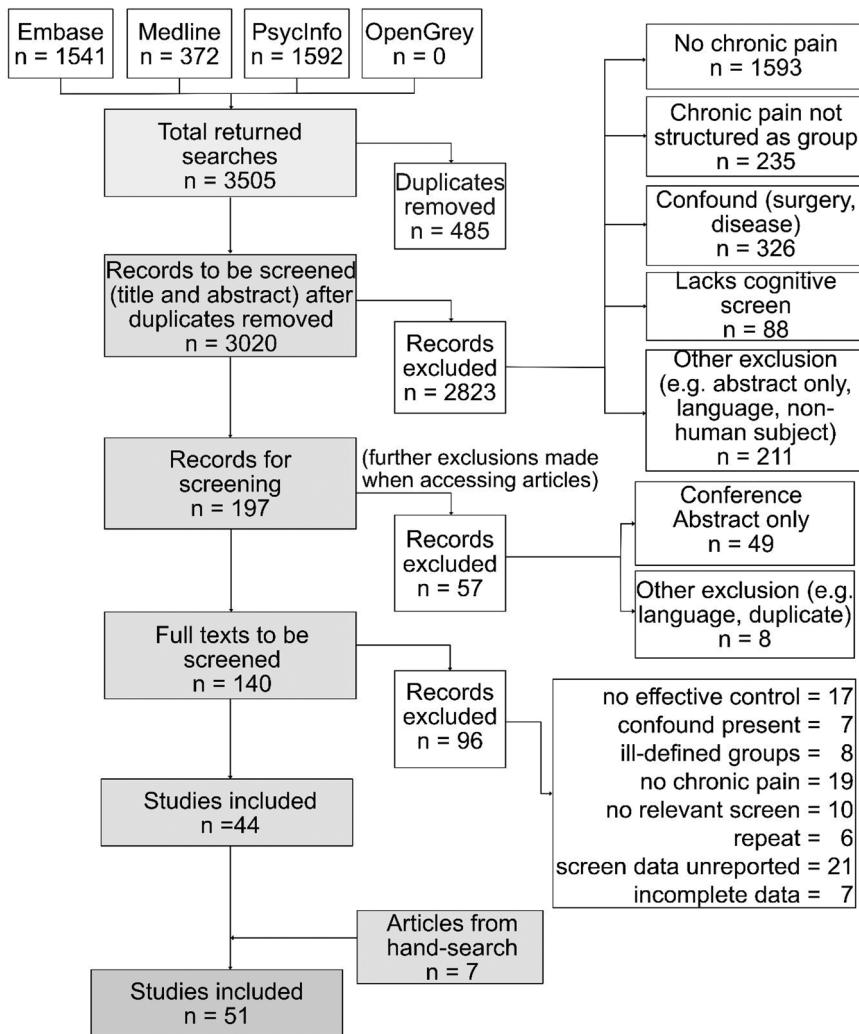 Embase
n = 1541
Medline
n = 372
PsycInfo
n = 1592
OpenGrey
n = 0
Total returned
searches
n = 3505
Duplicates
removed
n = 485
Records to be screened
(title and abstract) after
duplicates removed
n = 3020
Records
excluded
n = 2823
No chronic pain
n = 1593
Chronic pain not
structured as group
n = 235
Confound (surgery,
disease)
n = 326
Lacks cognitive
screen
n = 88
Other exclusion
(e.g. abstract only,
language, non-
human subject)
n = 211
Records for
screening
n = 197
(further exclusions made
when accessing articles)
Records
excluded
n = 57
Conference
Abstract only
n = 49
Other exclusion (e.g.
language, duplicate)
n = 8
Full texts to be
screened
n = 140
Records
excluded
n = 96
no effective control = 17
confound present = 7
ill-defined groups = 8
no chronic pain = 19
no relevant screen = 10
repeat = 6
screen data unreported = 21
incomplete data = 7
Studies included
n =44
Articles from
hand-search
n = 7
Studies included
n = 51